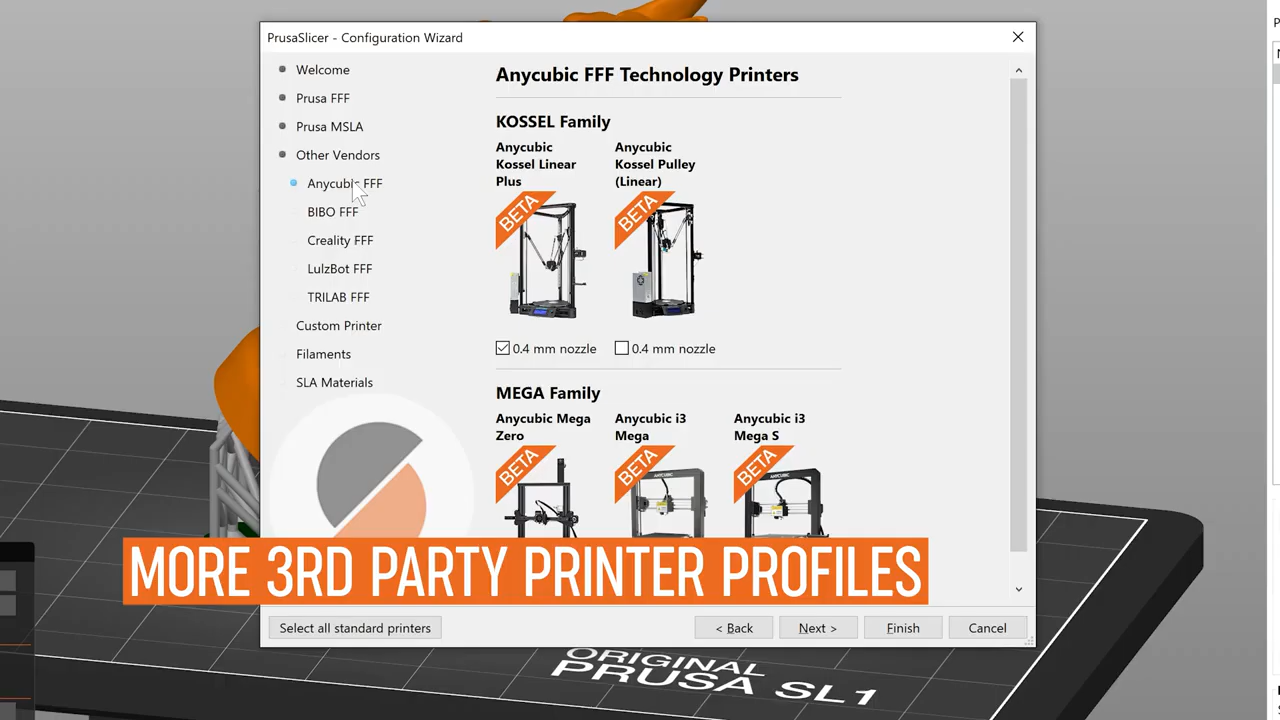 PrusaSlicer - Configuration Wizard
Welcome
Prusa FFF
Prusa MSLA
Other Vendors
Anycubic FFF
BIBO FFF
Creality FFF
LulzBot FFF
TRILAB FFF
Custom Printer
Filaments
SLA Materials
Anycubic FFF Technology Printers
KOSSEL Family
Anycubic
Kossel Linear
Plus
Anycubic
Kossel Pulley
(Linear)
BETA
BETA
0.4 mm nozzle
0.4 mm nozzle
MEGA Family
Anycubic Mega
Zero
Anycubic i3
Mega
Anycubic i3
Mega S
BETA
BETA
BETA
ANYCUBIC
ANYCUBIC
MORE 3RD PARTY PRINTER PROFILES
Select all standard printers
< Back
Next >
Finish
Cancel
ORIGINAL
PRUSA SL1